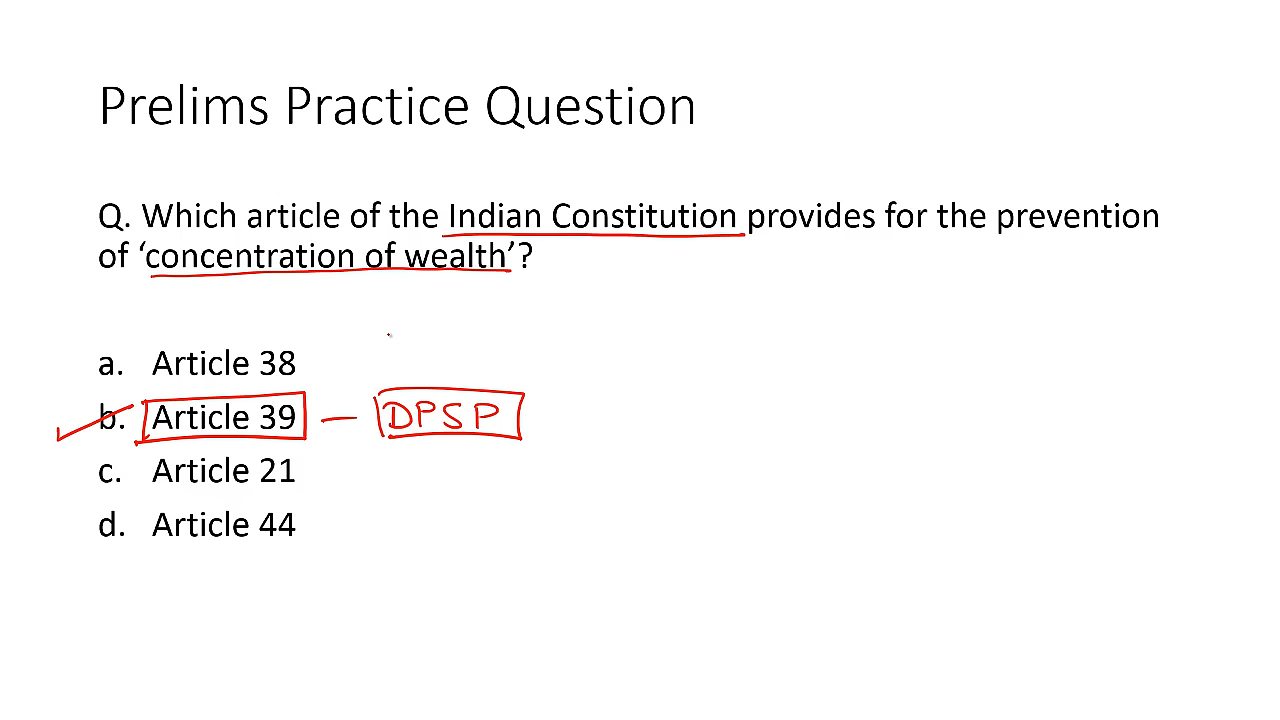 Prelims Practice Question
Q. Which article of the Indian Constitution provides for the prevention
of ‘concentration of wealth’?
a. Article 38
b. Article 39 — DPSP
c. Article 21
d. Article 44